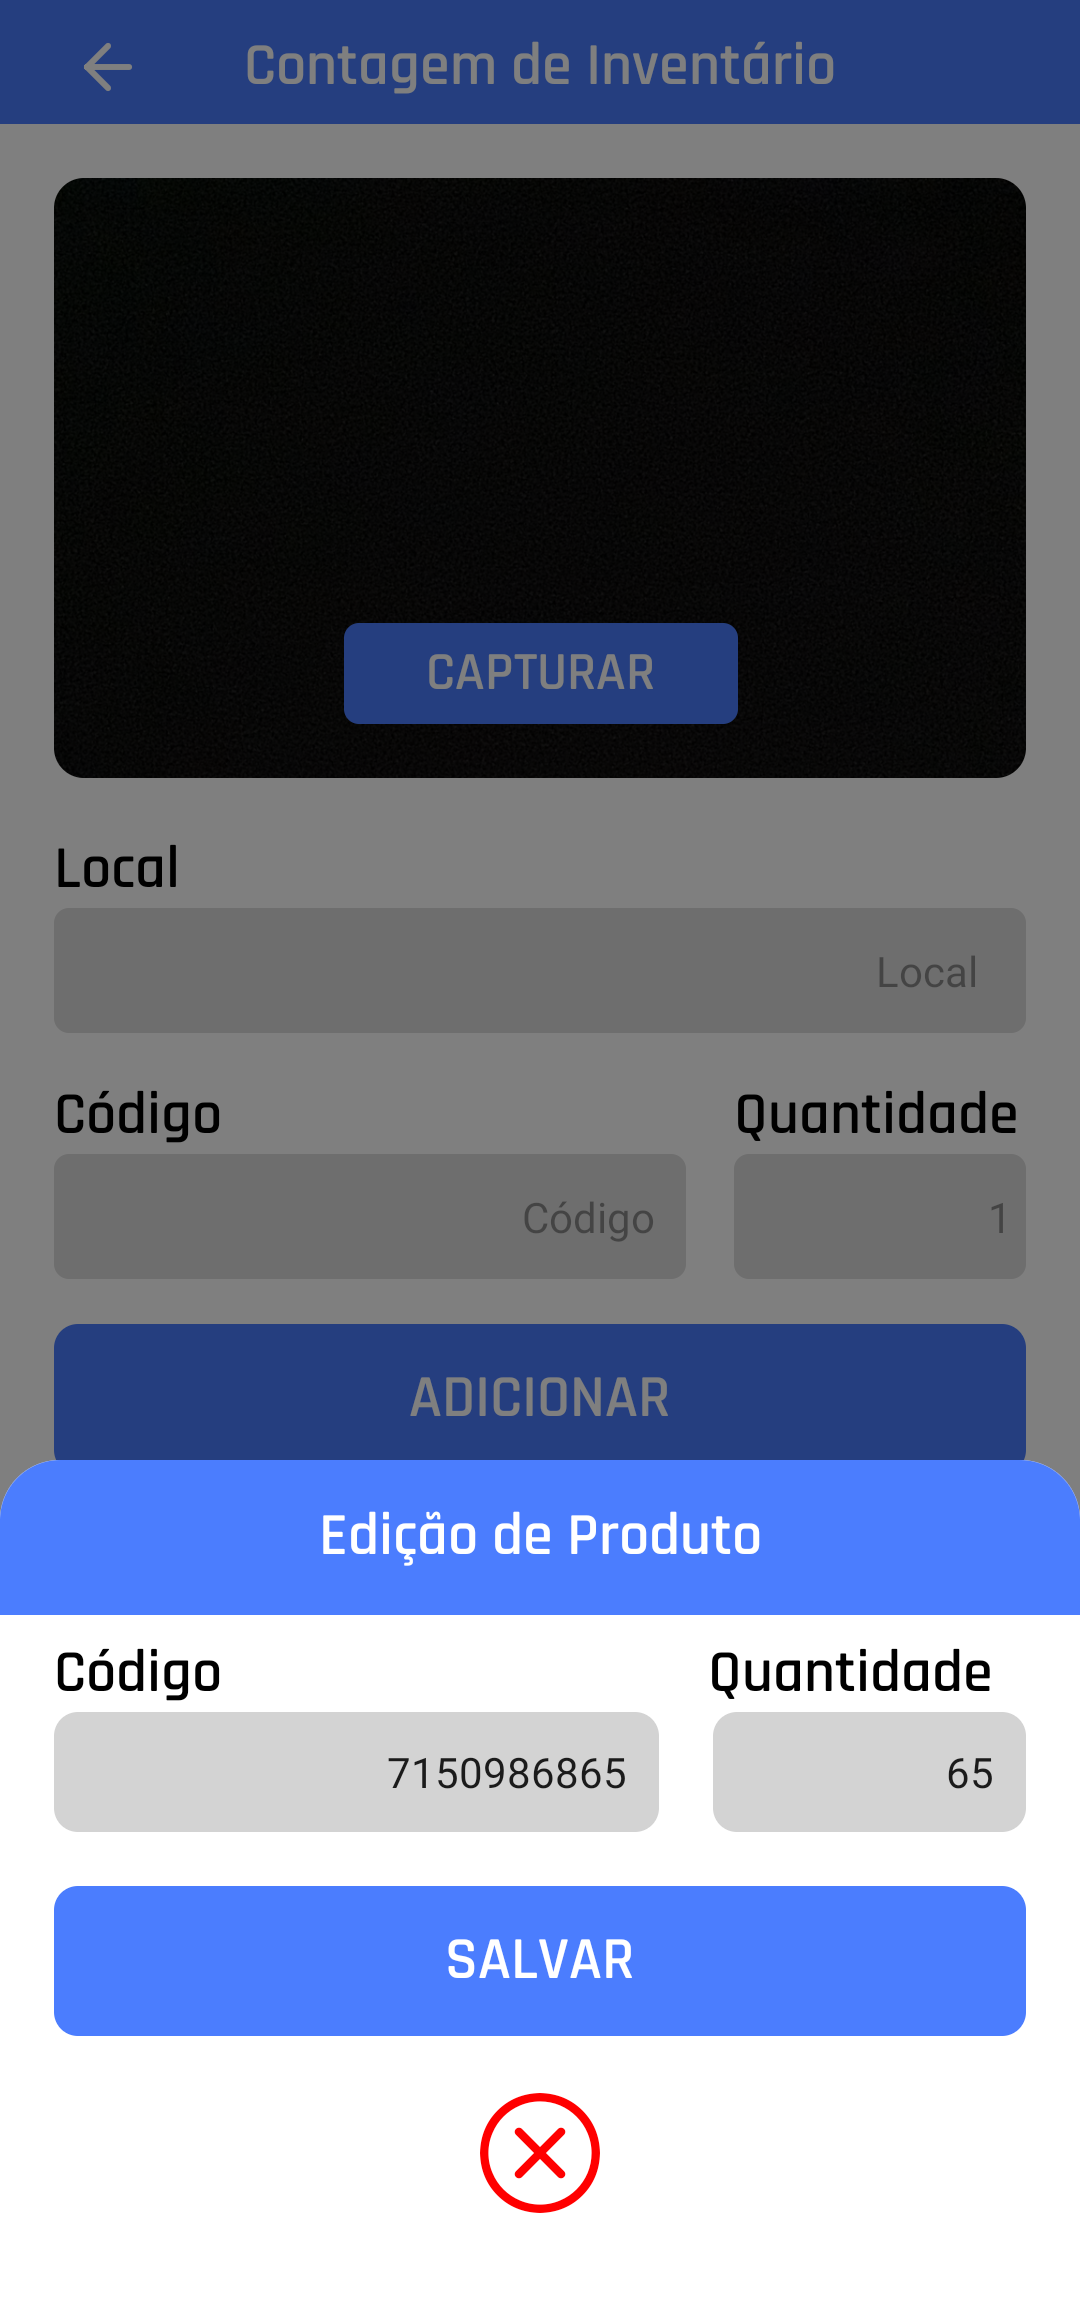 Contagem de Inventário
CAPTURAR
Local
Local
Código Quantidade
Código 1
ADICIONAR
Edição de Produto
Código Quantidade
7150986865 65
SALVAR